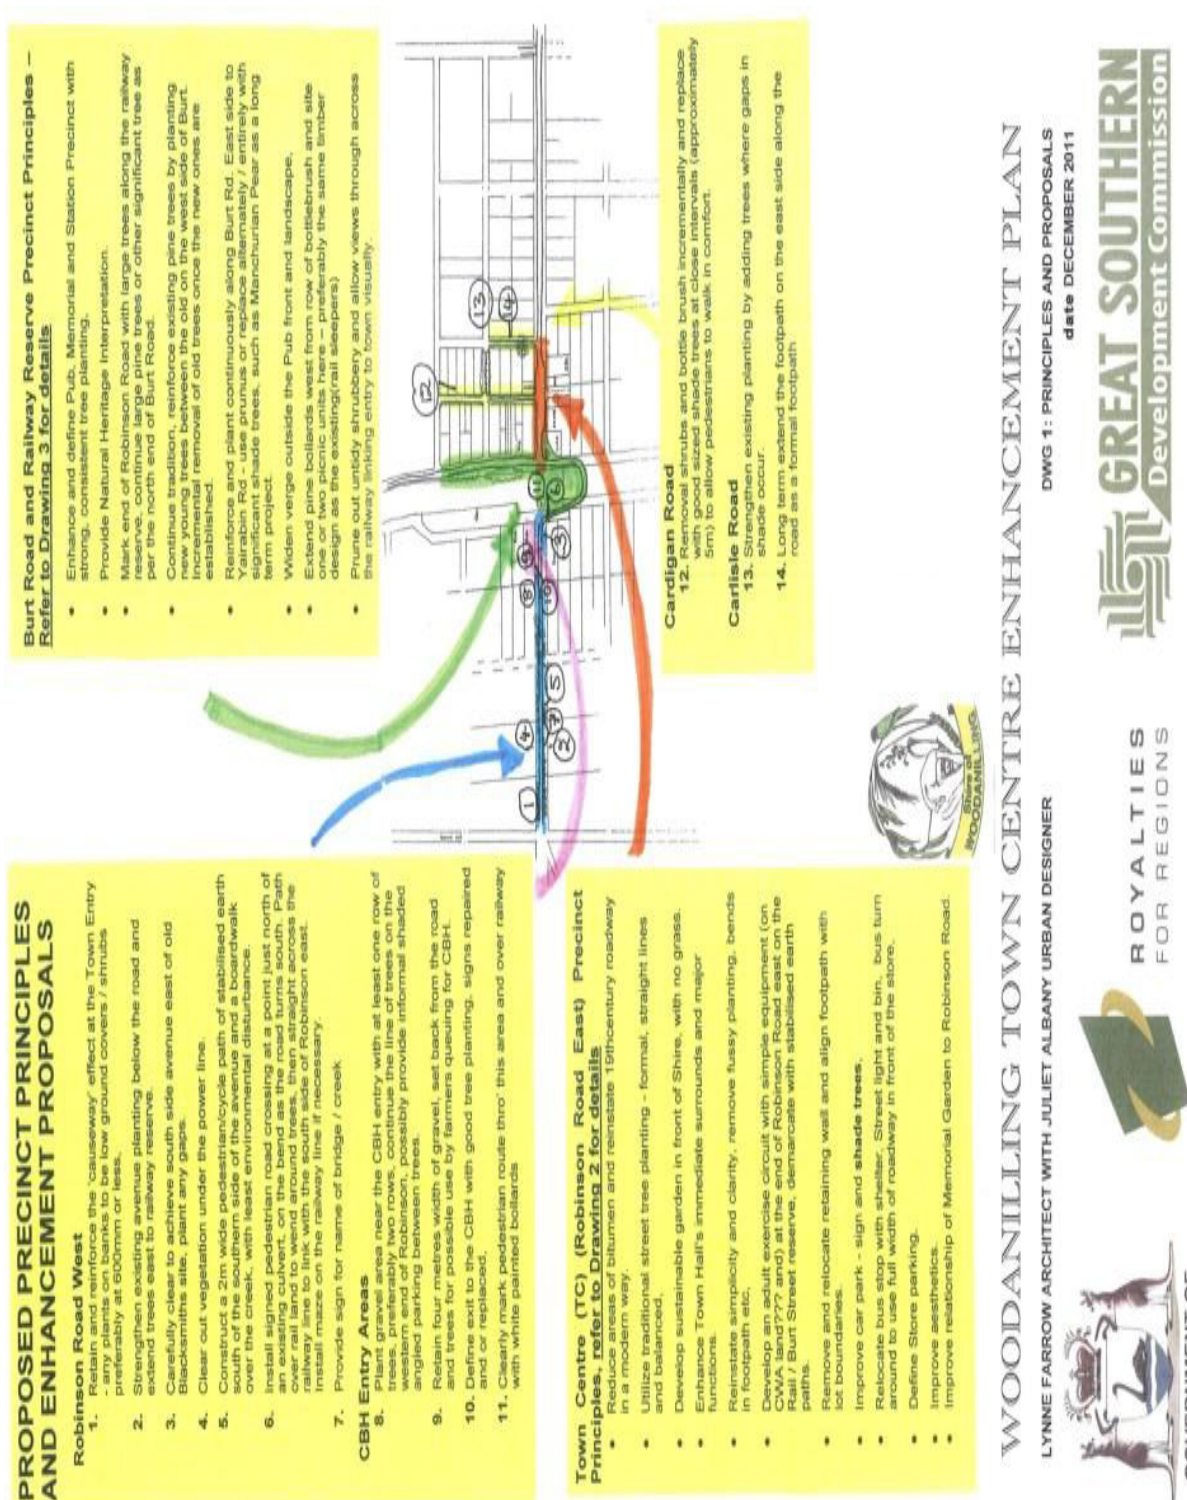 PROPOSED PRECINCT PRINCIPLES
AND ENHANCEMENT PROPOSALS
Robinson Road West
1. Retain and reinforce the 'causeway' effect at the Town Entry
- any plants on banks to be low ground covers / shrubs
preferably at 600mm or less.
2. Strengthen existing avenue planting below the road and
extend trees east to railway reserve.
3. Carefully clear to achieve south side avenue east of old
Blacksmiths site, plant any gaps.
4. Clear cut vegetation under the power line.
5. Construct a 2m wide pedestrian/cycle path of stabilised earth
south of the southern side of the avenue and a boardwalk
over the creek, with least environmental disturbance.
6. Install signed pedestrian road crossing at a point just north of
an existing culvert, on the bend as the road turns south. Path
over rail land to wend around trees, then straight across the
railway line to link with the south side of Robinson east.
Install maze on the railway line if necessary.
7. Provide sign for name of bridge / creek
CBH Entry Areas
8. Plant gravel area near the CBH entry with at least one row of
trees, preferably two rows, continue the line of trees on the
western end of Robinson, possibly provide informal shaded
angled parking between trees.
9. Retain four metres width of gravel, set back from the road
and trees for possible use by farmers queuing for CBH.
10. Define exit to the CBH with good tree planting, signs repaired
and or replaced.
11. Clearly mark pedestrian route thro' this area and over railway
with white painted bollards
Town Centre (TC) (Robinson Road East) Precinct
Principles, refer to Drawing 2 for details
• Reduce areas of bitumen and reinstate 19thcentury roadway
in a modern way.
• Utilize traditional street tree planting - formal, straight lines
and balanced.
• Develop sustainable garden in front of Shire, with no grass.
• Enhance Town Hall's immediate surrounds and major
functions.
• Reinstate simplicity and clarity, remove fussy planting, bends
in footpath etc.
• Develop an adult exercise circuit with simple equipment (on
CWA land???? and) at the end of Robinson Road east on the
Rail / Burt Street reserve, demarcate with stabilised earth
paths.
• Remove and relocate retaining wall and align footpath with
lot boundaries.
• Improve car park - sign and shade trees.
• Relocate bus stop with shelter, Street light and bin, bus turn
around to use full width of roadway in front of the store.
• Define Store parking.
• Improve aesthetics.
• Improve relationship of Memorial Garden to Robinson Road.
Burt Road and Railway Reserve Precinct Principles –
Refer to Drawing 3 for details
• Enhance and define Pub, Memorial and Station Precinct with
strong, consistent tree planting.
• Provide Natural Heritage Interpretation.
• Mark end of Robinson Road with large trees along the railway
reserve, continue large pine trees or other significant tree as
per the north end of Burt Road.
• Continue tradition, reinforce existing pine trees by planting
new young trees between the old on the west side of Burt.
Incremental removal of old trees once the new ones are
established.
• Reinforce and plant continuously along Burt Rd. East side to
Yairabin Rd - use prunus or replace alternately / entirely with
significant shade trees, such as Manchurian Pear as a long
term project.
• Widen verge outside the Pub front and landscape.
• Extend pine bollards west from row of bottlebrush and site
one or two picnic units here – preferably the same timber
design as the existing(rail sleepers)
• Prune out untidy shrubbery and allow views through across
the railway linking entry to town visually.
1
4
2
7
5
8
10
9
3
11
6
12
13
14
Cardigan Road
12. Removal shrubs and bottle brush incrementally and replace
with good sized shade trees at close intervals (approximately
5m) to allow pedestrians to walk in comfort.
Carlisle Road
13. Strengthen existing planting by adding trees where gaps in
shade occur.
14. Long term extend the footpath on the east side along the
road as a formal footpath
Shire of
WOODANILLING
WOODANILLING TOWN CENTRE ENHANCEMENT PLAN
LYNNE FARROW ARCHITECT WITH JULIET ALBANY URBAN DESIGNER
DWG 1: PRINCIPLES AND PROPOSALS
date DECEMBER 2011
GOVERNMENT OF
ROYALTIES
FOR REGIONS
GREAT SOUTHERN
Development Commission